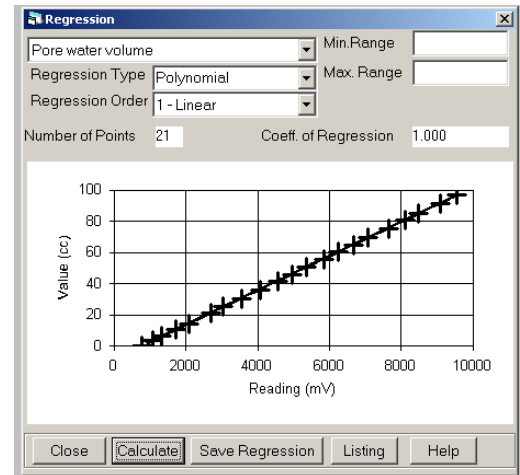 Regression
Pore water volume Min.Range
Regression Type Polynomial Max. Range
Regression Order 1 - Linear
Number of Points 21 Coeff. of Regression 1.000
100
80
60
40
20
0
Value (cc)
0 2000 4000 6000 8000 10000
Reading (mV)
Close Calculate Save Regression Listing Help